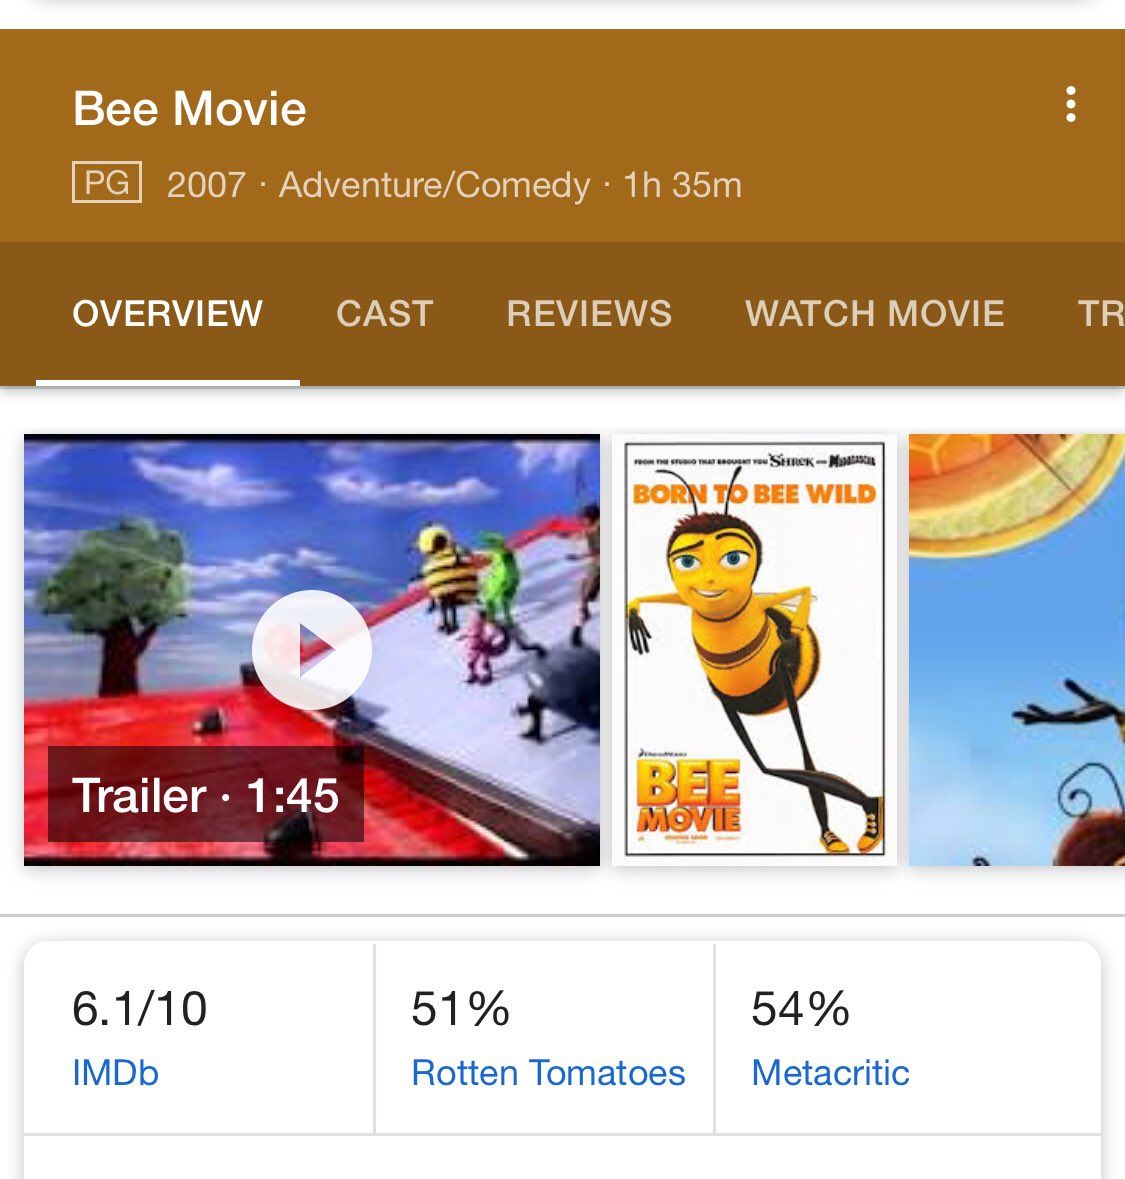 Bee Movie
PG 2007 · Adventure/Comedy · 1h 35m
OVERVIEW CAST REVIEWS WATCH MOVIE TR
Trailer · 1:45
FROM THE STUDIO THAT BROUGHT YOU SHREK AND MADAGASCAR
BORN TO BEE WILD
DREAMWORKS
BEE
MOVIE
COMING SOON
6.1/10 51% 54%
IMDb Rotten Tomatoes Metacritic